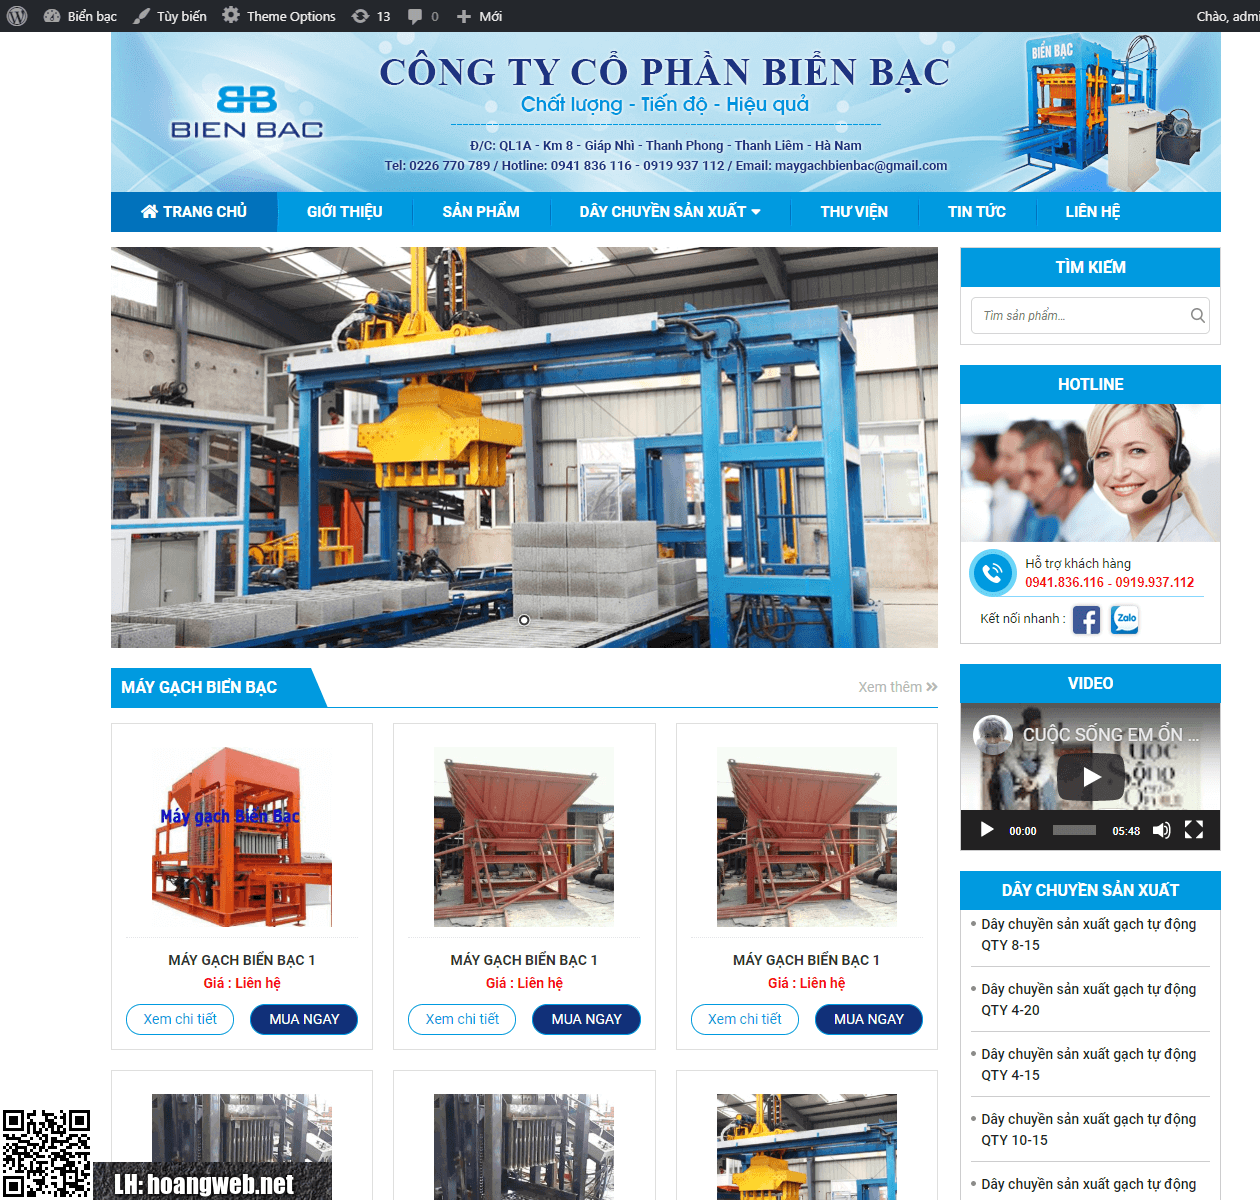 Biển bạc
Tùy biến
Theme Options
13
0
Mới
Chào, admi
BIEN BAC
CÔNG TY CỔ PHẦN BIỂN BẠC
Chất lượng - Tiến độ - Hiệu quả
Đ/C: QL1A - Km 8 - Giáp Nhì - Thanh Phong - Thanh Liêm - Hà Nam
Tel: 0226 770 789 / Hotline: 0941 836 116 - 0919 937 112 / Email: maygachbienbac@gmail.com
BIỂN BẠC
TRANG CHỦ
GIỚI THIỆU
SẢN PHẨM
DÂY CHUYỀN SẢN XUẤT
THƯ VIỆN
TIN TỨC
LIÊN HỆ
TÌM KIẾM
Tìm sản phẩm...
HOTLINE
Hỗ trợ khách hàng
0941.836.116 - 0919.937.112
Kết nối nhanh :
Zalo
MÁY GẠCH BIỂN BẠC
Xem thêm
Máy gạch Biển Bạc
MÁY GẠCH BIỂN BẠC 1
Giá : Liên hệ
Xem chi tiết
MUA NGAY
MÁY GẠCH BIỂN BẠC 1
Giá : Liên hệ
Xem chi tiết
MUA NGAY
MÁY GẠCH BIỂN BẠC 1
Giá : Liên hệ
Xem chi tiết
MUA NGAY
VIDEO
CUỘC SỐNG EM ỔN ...
00:00
05:48
DÂY CHUYỀN SẢN XUẤT
Dây chuyền sản xuất gạch tự động
QTY 8-15
Dây chuyền sản xuất gạch tự động
QTY 4-20
Dây chuyền sản xuất gạch tự động
QTY 4-15
Dây chuyền sản xuất gạch tự động
QTY 10-15
Dây chuyền sản xuất gạch tự động
LH: hoangweb.net